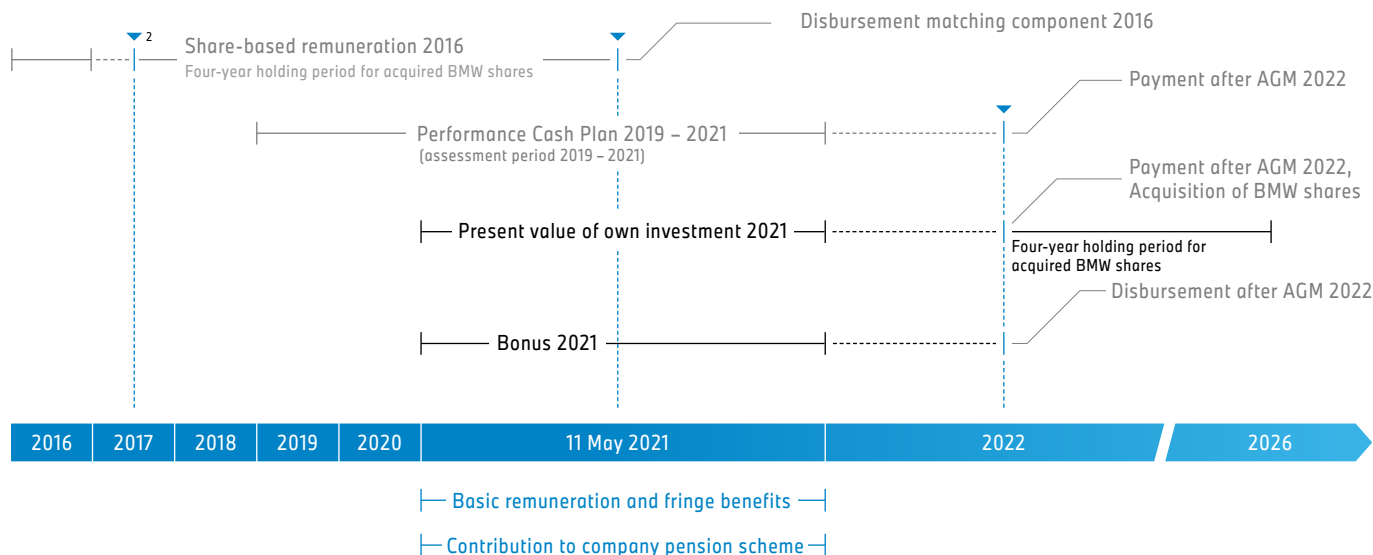 Disbursement matching component 2016
2
Share-based remuneration 2016
Four-year holding period for acquired BMW shares
Payment after AGM 2022
Performance Cash Plan 2019 – 2021
(assessment period 2019 – 2021)
Payment after AGM 2022,
Acquisition of BMW shares
Present value of own investment 2021
Four-year holding period for
acquired BMW shares
Disbursement after AGM 2022
Bonus 2021
2016 2017 2018 2019 2020 11 May 2021 2022 2026
Basic remuneration and fringe benefits
Contribution to company pension scheme